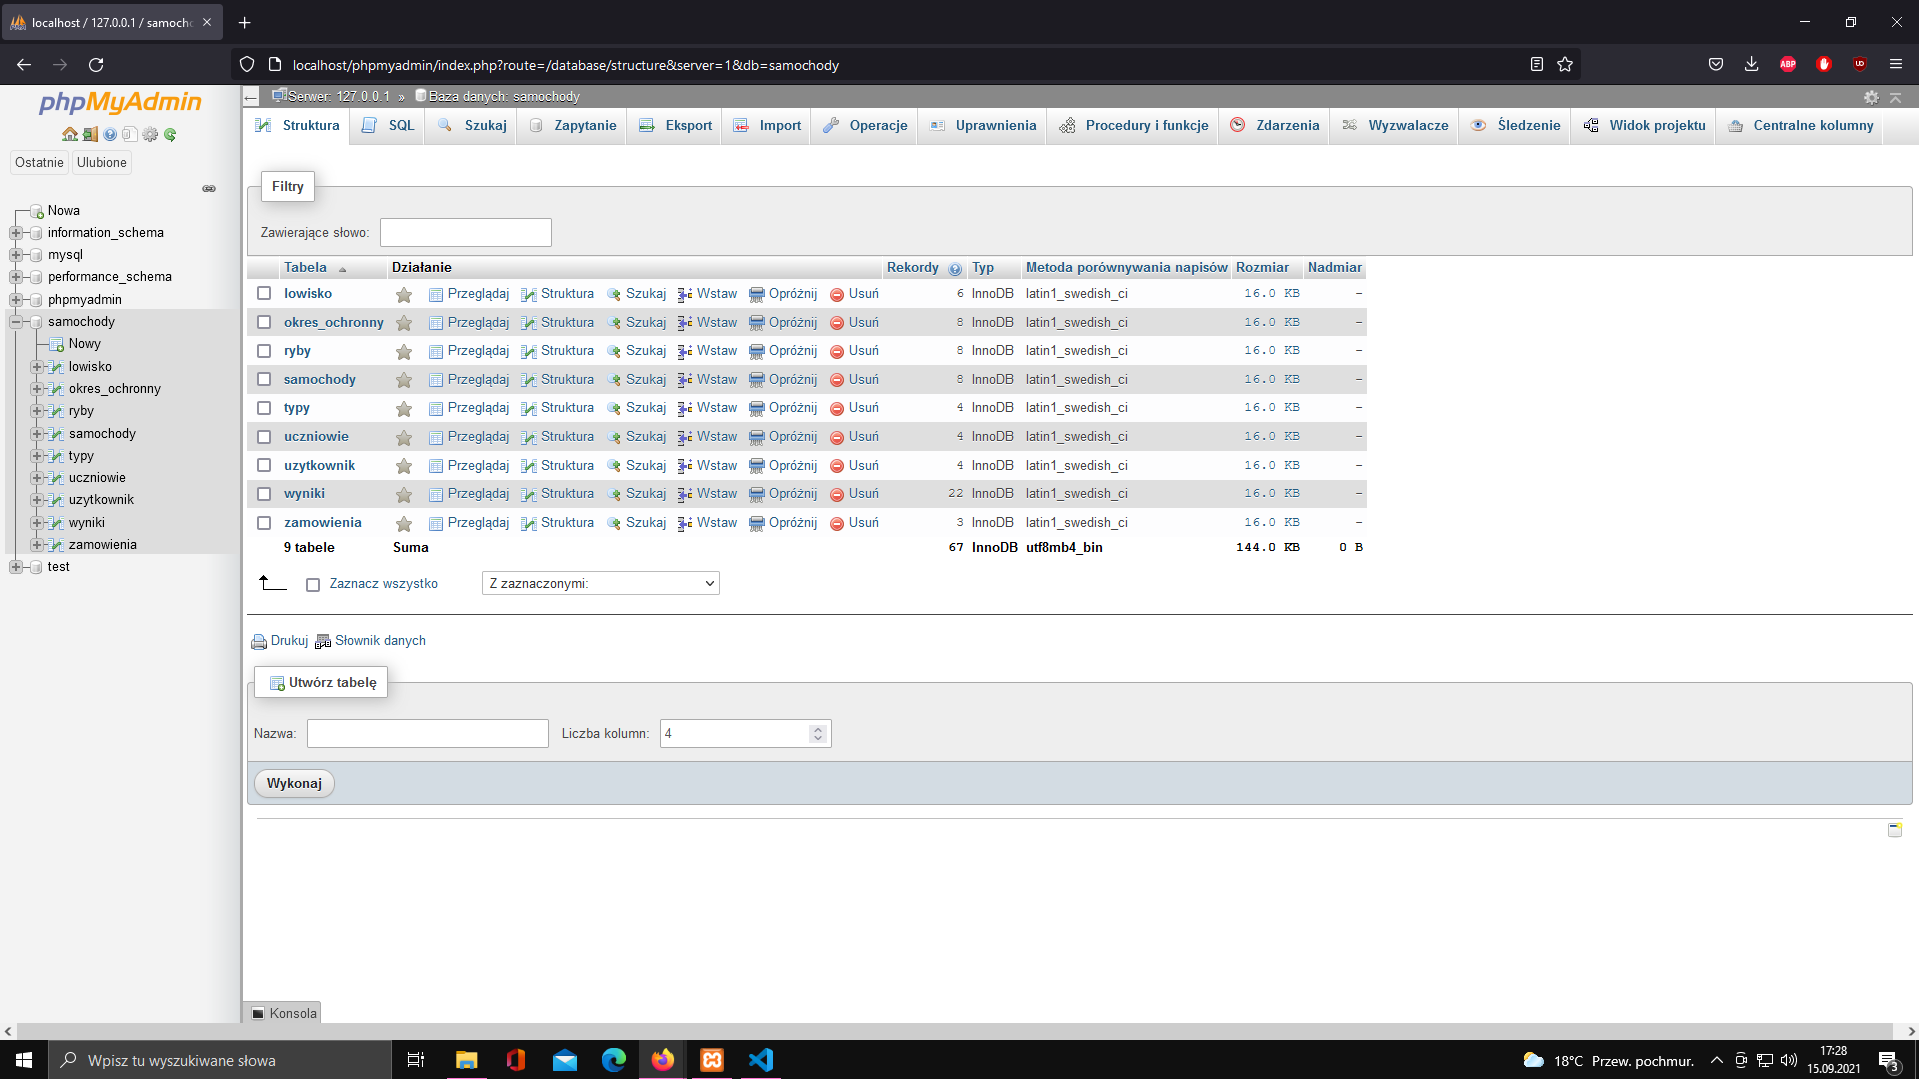 localhost / 127.0.0.1 / samocho
localhost/phpmyadmin/index.php?route=/database/structure&server=1&db=samochody
ABP
UD
phpMyAdmin
Ostatnie Ulubione
Nowa
information_schema
mysql
performance_schema
phpmyadmin
samochody
Nowy
lowisko
okres_ochronny
ryby
samochody
typy
uczniowie
uzytkownik
wyniki
zamowienia
test
Serwer: 127.0.0.1 » Baza danych: samochody
Struktura SQL Szukaj Zapytanie Eksport Import Operacje Uprawnienia Procedury i funkcje Zdarzenia Wyzwalacze Śledzenie Widok projektu Centralne kolumny
Filtry
Zawierające słowo:
Tabela Działanie Rekordy Typ Metoda porównywania napisów Rozmiar Nadmiar
lowisko Przeglądaj Struktura Szukaj Wstaw Opróżnij Usuń 6 InnoDB latin1_swedish_ci 16.0 KB -
okres_ochronny Przeglądaj Struktura Szukaj Wstaw Opróżnij Usuń 8 InnoDB latin1_swedish_ci 16.0 KB -
ryby Przeglądaj Struktura Szukaj Wstaw Opróżnij Usuń 8 InnoDB latin1_swedish_ci 16.0 KB -
samochody Przeglądaj Struktura Szukaj Wstaw Opróżnij Usuń 8 InnoDB latin1_swedish_ci 16.0 KB -
typy Przeglądaj Struktura Szukaj Wstaw Opróżnij Usuń 4 InnoDB latin1_swedish_ci 16.0 KB -
uczniowie Przeglądaj Struktura Szukaj Wstaw Opróżnij Usuń 4 InnoDB latin1_swedish_ci 16.0 KB -
uzytkownik Przeglądaj Struktura Szukaj Wstaw Opróżnij Usuń 4 InnoDB latin1_swedish_ci 16.0 KB -
wyniki Przeglądaj Struktura Szukaj Wstaw Opróżnij Usuń 22 InnoDB latin1_swedish_ci 16.0 KB -
zamowienia Przeglądaj Struktura Szukaj Wstaw Opróżnij Usuń 3 InnoDB latin1_swedish_ci 16.0 KB -
9 tabele Suma 67 InnoDB utf8mb4_bin 144.0 KB 0 B
Zaznacz wszystko Z zaznaczonymi:
Drukuj Słownik danych
Utwórz tabelę
Nazwa: Liczba kolumn: 4
Wykonaj
Konsola
Wpisz tu wyszukiwane słowa
18°C Przew. pochmur.
17:28
15.09.2021
3